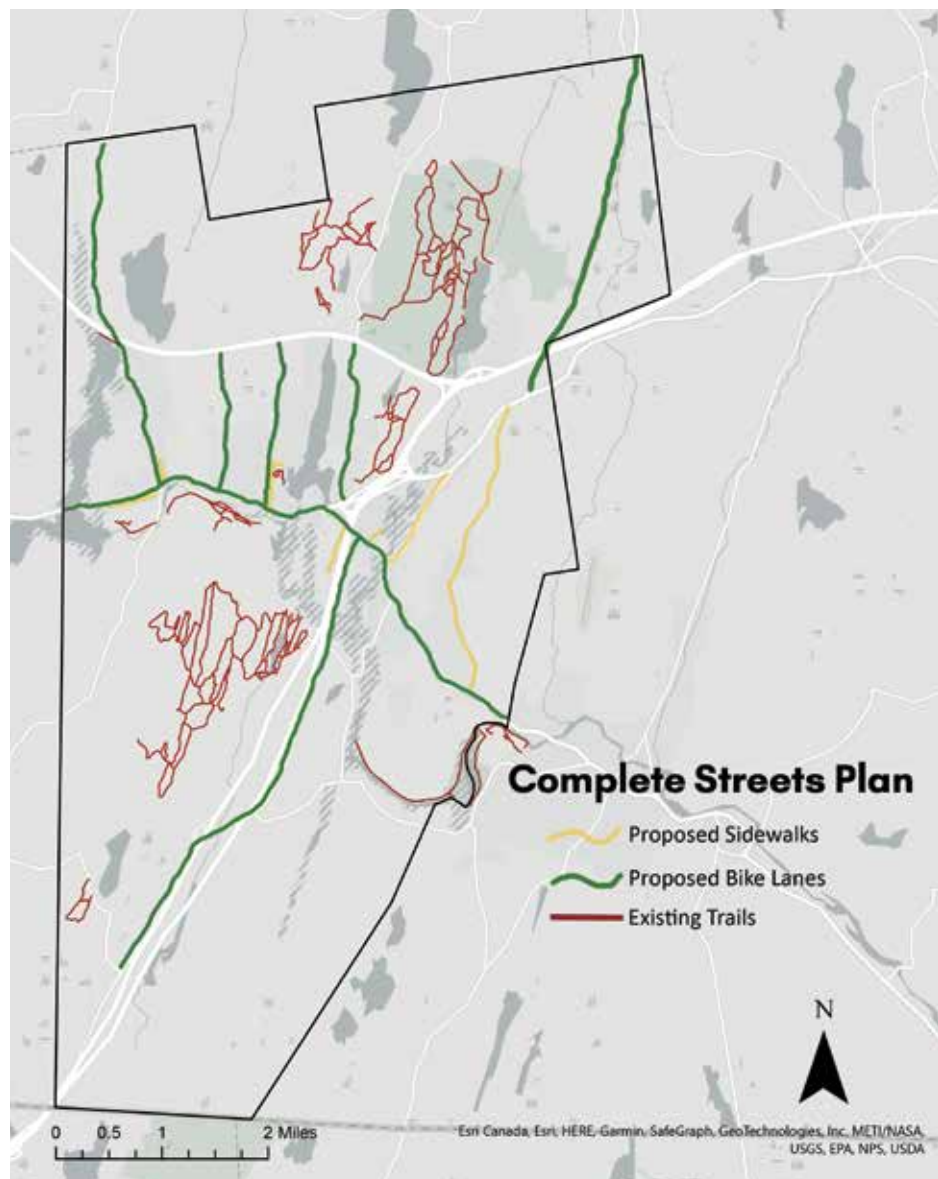 Complete Streets Plan
Proposed Sidewalks
Proposed Bike Lanes
Existing Trails
N
0 0.5 1 2 Miles
Esri Canada, Esri, HERE, Garmin, SafeGraph, GeoTechnologies, Inc, METI/NASA,
USGS, EPA, NPS, USDA